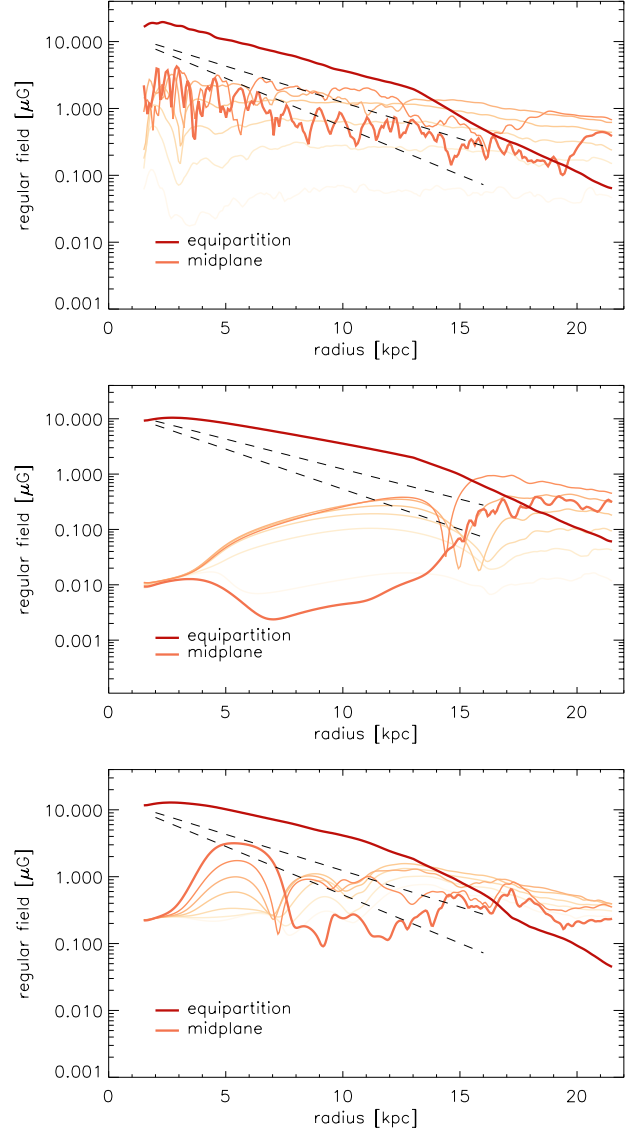 regular field [μG]
10.000
1.000
0.100
0.010
0.001
equipartition
midplane
0 5 10 15 20
radius [kpc]
regular field [μG]
10.000
1.000
0.100
0.010
0.001
equipartition
midplane
0 5 10 15 20
radius [kpc]
regular field [μG]
10.000
1.000
0.100
0.010
0.001
equipartition
midplane
0 5 10 15 20
radius [kpc]